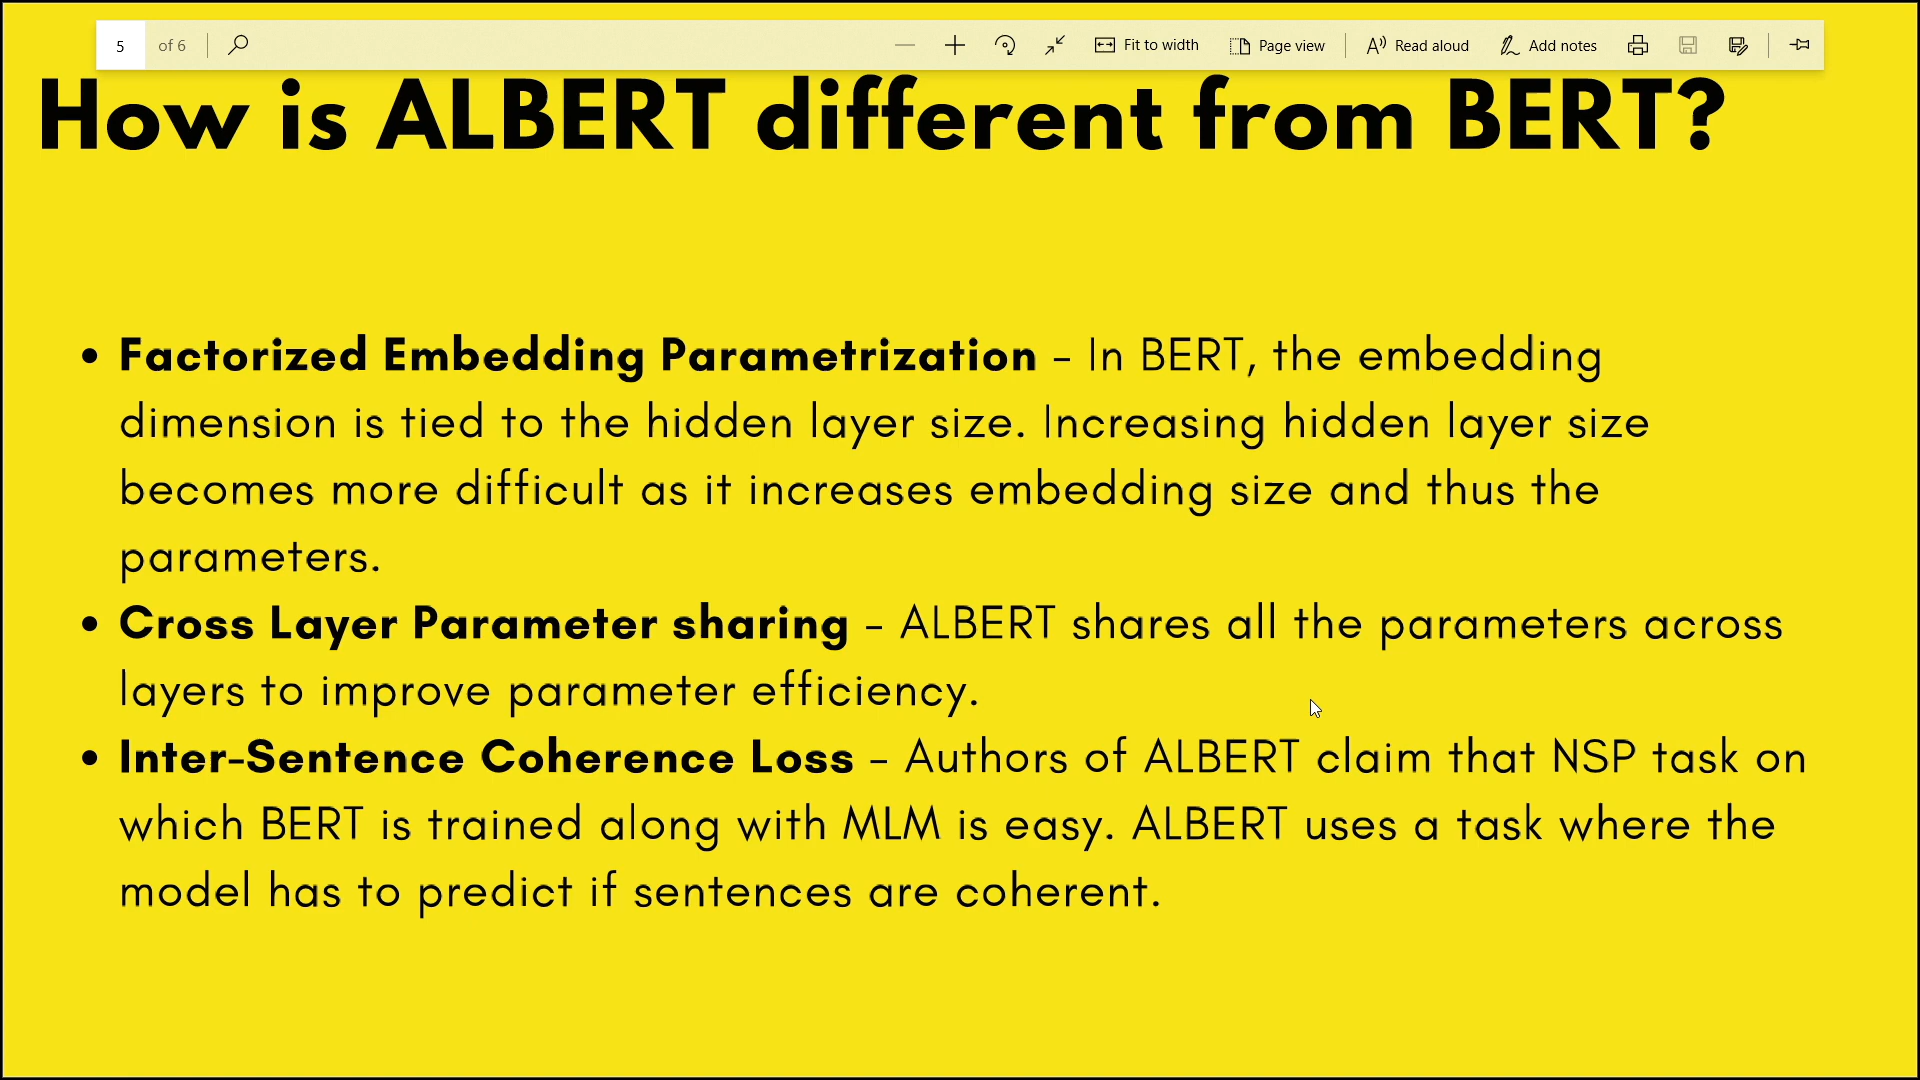 5 of 6 Fit to width Page view Read aloud Add notes
How is ALBERT different from BERT?
• Factorized Embedding Parametrization – In BERT, the embedding
dimension is tied to the hidden layer size. Increasing hidden layer size
becomes more difficult as it increases embedding size and thus the
parameters.
• Cross Layer Parameter sharing – ALBERT shares all the parameters across
layers to improve parameter efficiency.
• Inter-Sentence Coherence Loss – Authors of ALBERT claim that NSP task on
which BERT is trained along with MLM is easy. ALBERT uses a task where the
model has to predict if sentences are coherent.